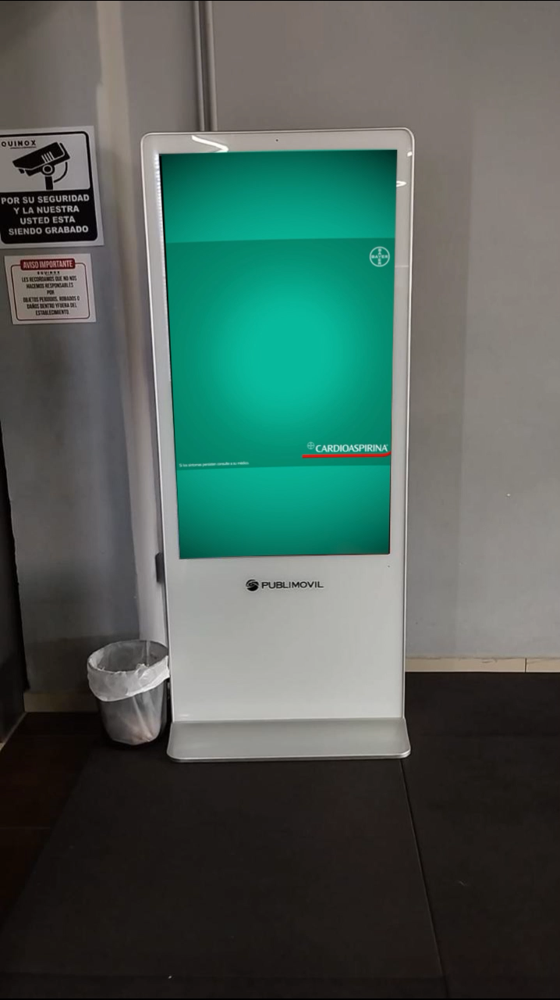 QUINOX
POR SU SEGURIDAD
Y LA NUESTRA
USTED ESTA
SIENDO GRABADO
AVISO IMPORTANTE
EQUINOX
LES RECORDAMOS QUE NO NOS
HACEMOS RESPONSABLES
POR
OBJETOS PERDIDOS, ROBADOS O
DAÑOS DENTRO Y FUERA DEL
ESTABLECIMIENTO
BAYER
CARDIOASPIRINA
Si los síntomas persisten consulte a su médico.
PUBLIMOVIL